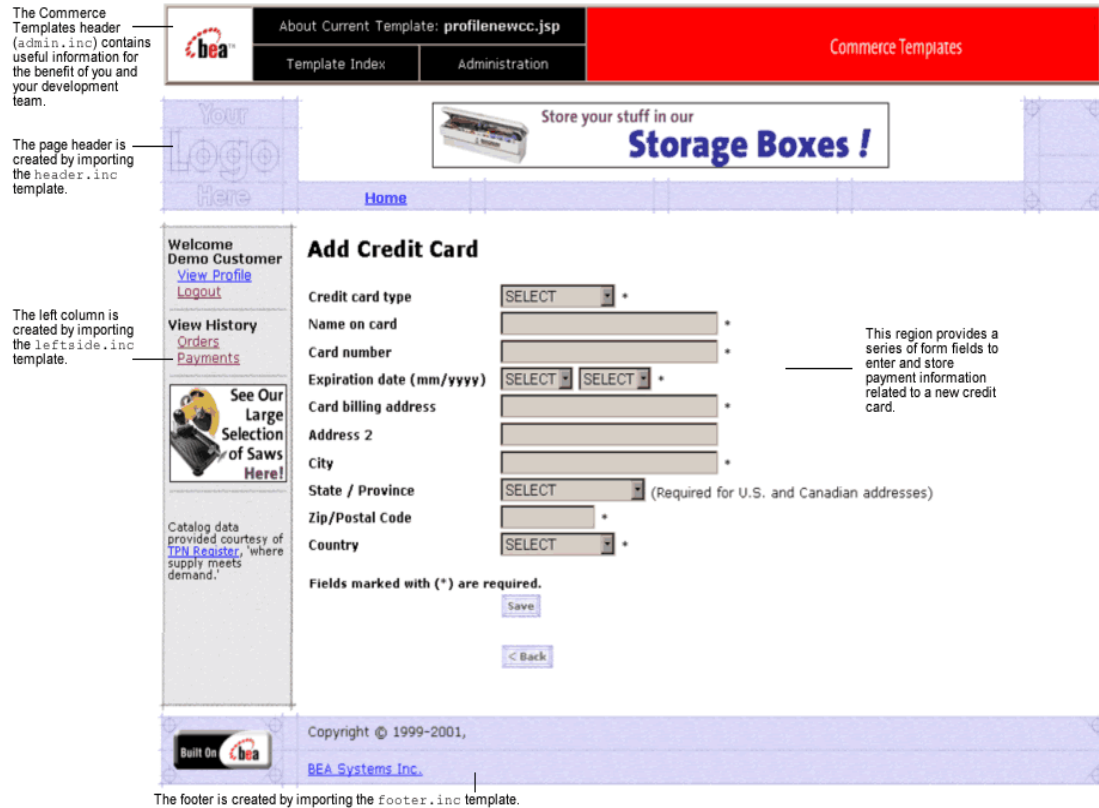 The Commerce
Templates header
(admin.inc) contains
useful information for
the benefit of you and
your development
team.
bea™
About Current Template: profilenewcc.jsp
Template Index
Administration
Commerce Templates
The page header is
created by importing
the header.inc
template.
Your
Logo
Here
Store your stuff in our
Storage Boxes !
Home
Welcome
Demo Customer
View Profile
Logout
View History
Orders
Payments
The left column is
created by importing
the leftside.inc
template.
See Our
Large
Selection
of Saws
Here!
Catalog data
provided courtesy of
TPN Register, 'where
supply meets
demand.'
Add Credit Card
Credit card type SELECT *
Name on card *
Card number *
Expiration date (mm/yyyy) SELECT SELECT *
Card billing address *
Address 2
City *
State / Province SELECT (Required for U.S. and Canadian addresses)
Zip/Postal Code *
Country SELECT *
Fields marked with (*) are required.
Save
< Back
This region provides a
series of form fields to
enter and store
payment information
related to a new credit
card.
Built On bea
Copyright © 1999-2001,
BEA Systems Inc.
The footer is created by importing the footer.inc template.